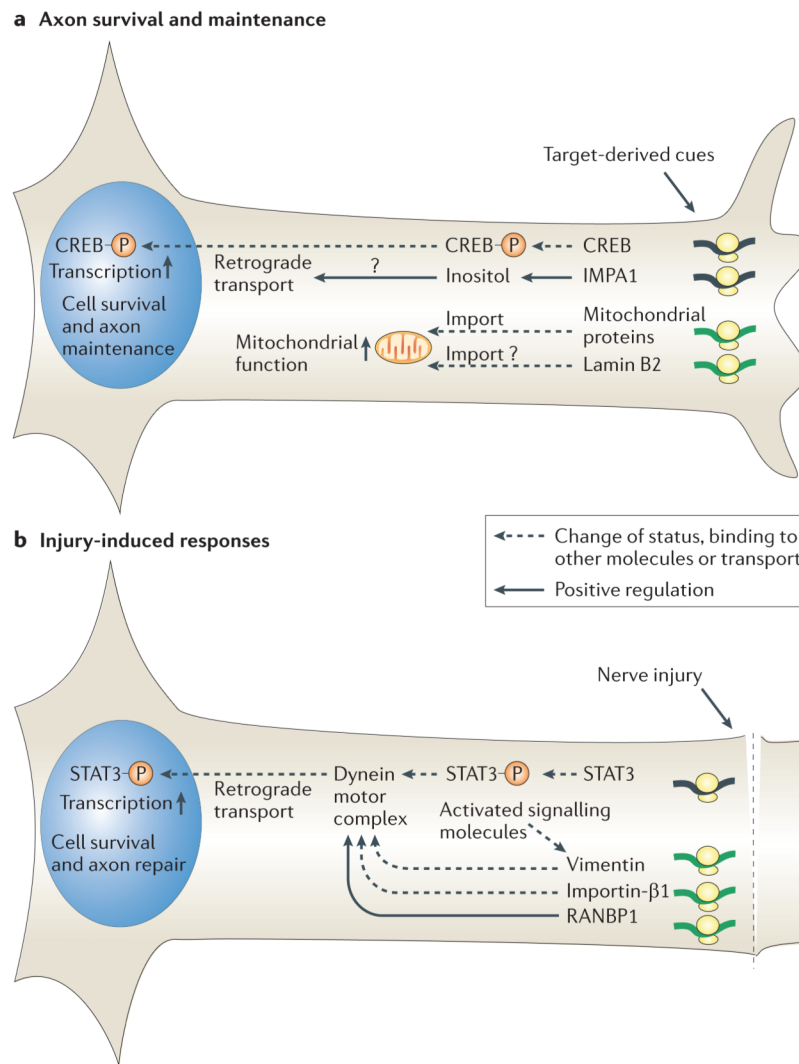 a Axon survival and maintenance
Target-derived cues
CREB-P
CREB-P
CREB
Transcription
Retrograde
transport
?
Inositol
IMPA1
Cell survival
and axon
maintenance
Mitochondrial
function
Import
Mitochondrial
proteins
Import ?
Lamin B2
b Injury-induced responses
Change of status, binding to
other molecules or transport
Positive regulation
Nerve injury
STAT3-P
Dynein
motor
complex
STAT3-P
STAT3
Transcription
Retrograde
transport
Activated signalling
molecules
Cell survival
and axon repair
Vimentin
Importin-β1
RANBP1